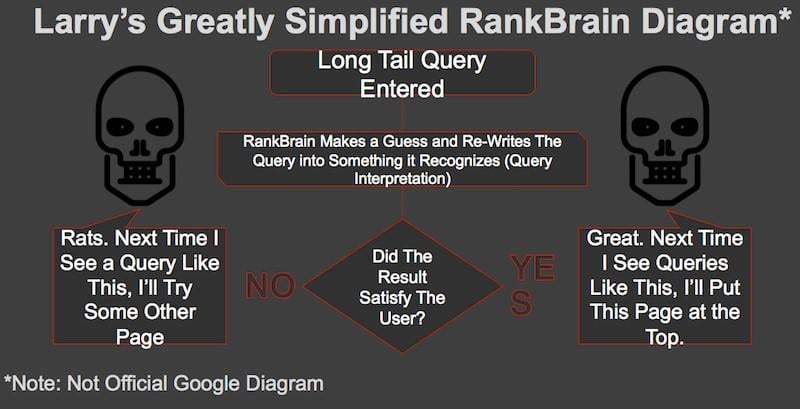 Larry's Greatly Simplified RankBrain Diagram*
Long Tail Query
Entered
RankBrain Makes a Guess and Re-Writes The
Query into Something it Recognizes (Query
Interpretation)
Rats. Next Time I
See a Query Like
This, I'll Try
Some Other
Page
NO
Did The
Result
Satisfy The
User?
YE
S
Great. Next Time
I See Queries
Like This, I'll Put
This Page at the
Top.
*Note: Not Official Google Diagram